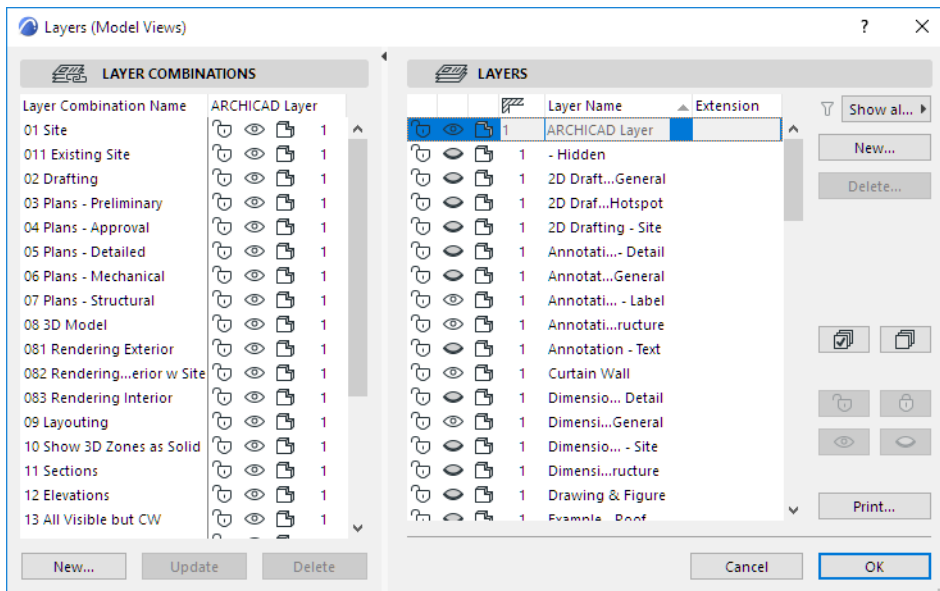 Layers (Model Views) ?
LAYER COMBINATIONS
Layer Combination Name ARCHICAD Layer
01 Site 1
011 Existing Site 1
02 Drafting 1
03 Plans - Preliminary 1
04 Plans - Approval 1
05 Plans - Detailed 1
06 Plans - Mechanical 1
07 Plans - Structural 1
08 3D Model 1
081 Rendering Exterior 1
082 Rendering...erior w Site 1
083 Rendering Interior 1
09 Layouting 1
10 Show 3D Zones as Solid 1
11 Sections 1
12 Elevations 1
13 All Visible but CW 1
New... Update Delete
LAYERS
Layer Name Extension
1 ARCHICAD Layer
1 - Hidden
1 2D Draft...General
1 2D Draf...Hotspot
1 2D Drafting - Site
1 Annotati...- Detail
1 Annotat...General
1 Annotati... - Label
1 Annotati...ructure
1 Annotation - Text
1 Curtain Wall
1 Dimensio... Detail
1 Dimensi...General
1 Dimensio... - Site
1 Dimensi...ructure
1 Drawing & Figure
1 Example...Roof
Show al...
New...
Delete...
Print...
Cancel OK